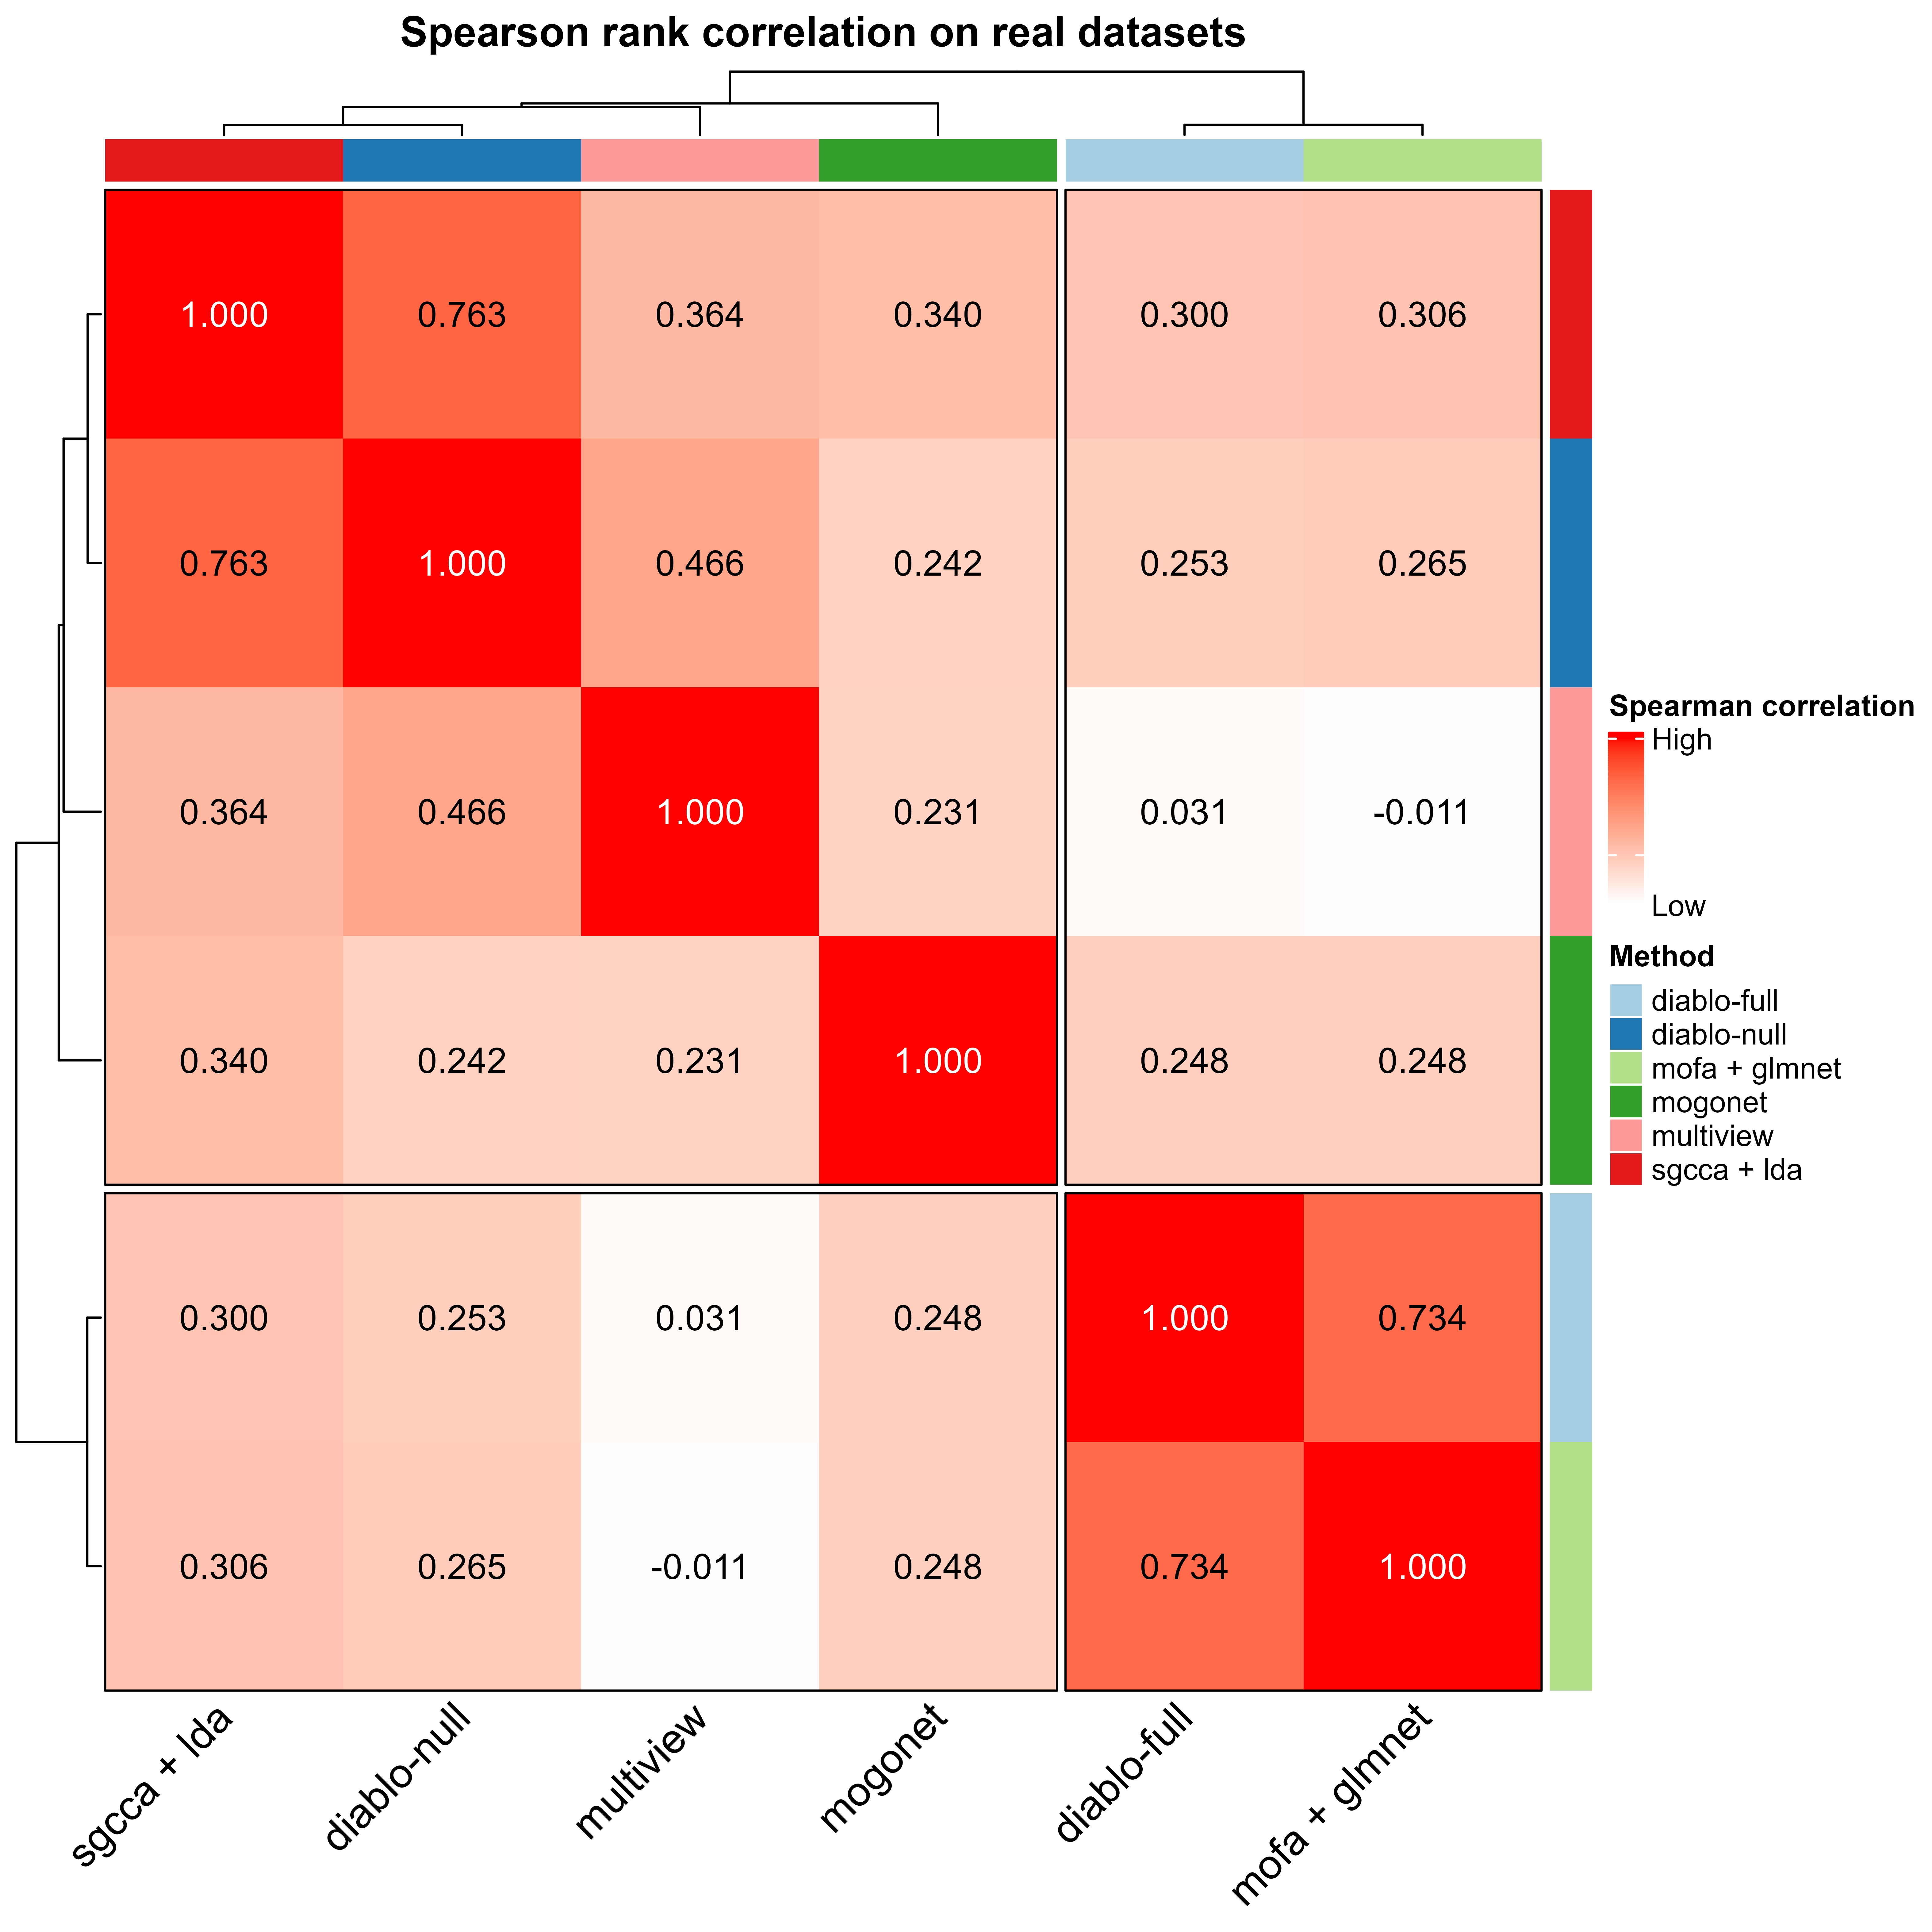 Spearson rank correlation on real datasets
1.000 0.763 0.364 0.340 0.300 0.306
0.763 1.000 0.466 0.242 0.253 0.265
0.364 0.466 1.000 0.231 0.031 -0.011
0.340 0.242 0.231 1.000 0.248 0.248
0.300 0.253 0.031 0.248 1.000 0.734
0.306 0.265 -0.011 0.248 0.734 1.000
sgcca + lda
diablo-null
multiview
mogonet
diablo-full
mofa + glmnet
Spearman correlation
High
Low
Method
diablo-full
diablo-null
mofa + glmnet
mogonet
multiview
sgcca + lda